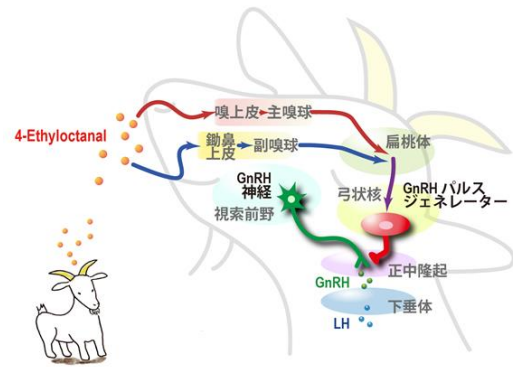 4-Ethyloctanal
嗅上皮
主嗅球
鋤鼻
上皮
副嗅球
扁桃体
GnRH
神経
視索前野
弓状核
GnRH パルス
ジェネレーター
GnRH
正中隆起
下垂体
LH